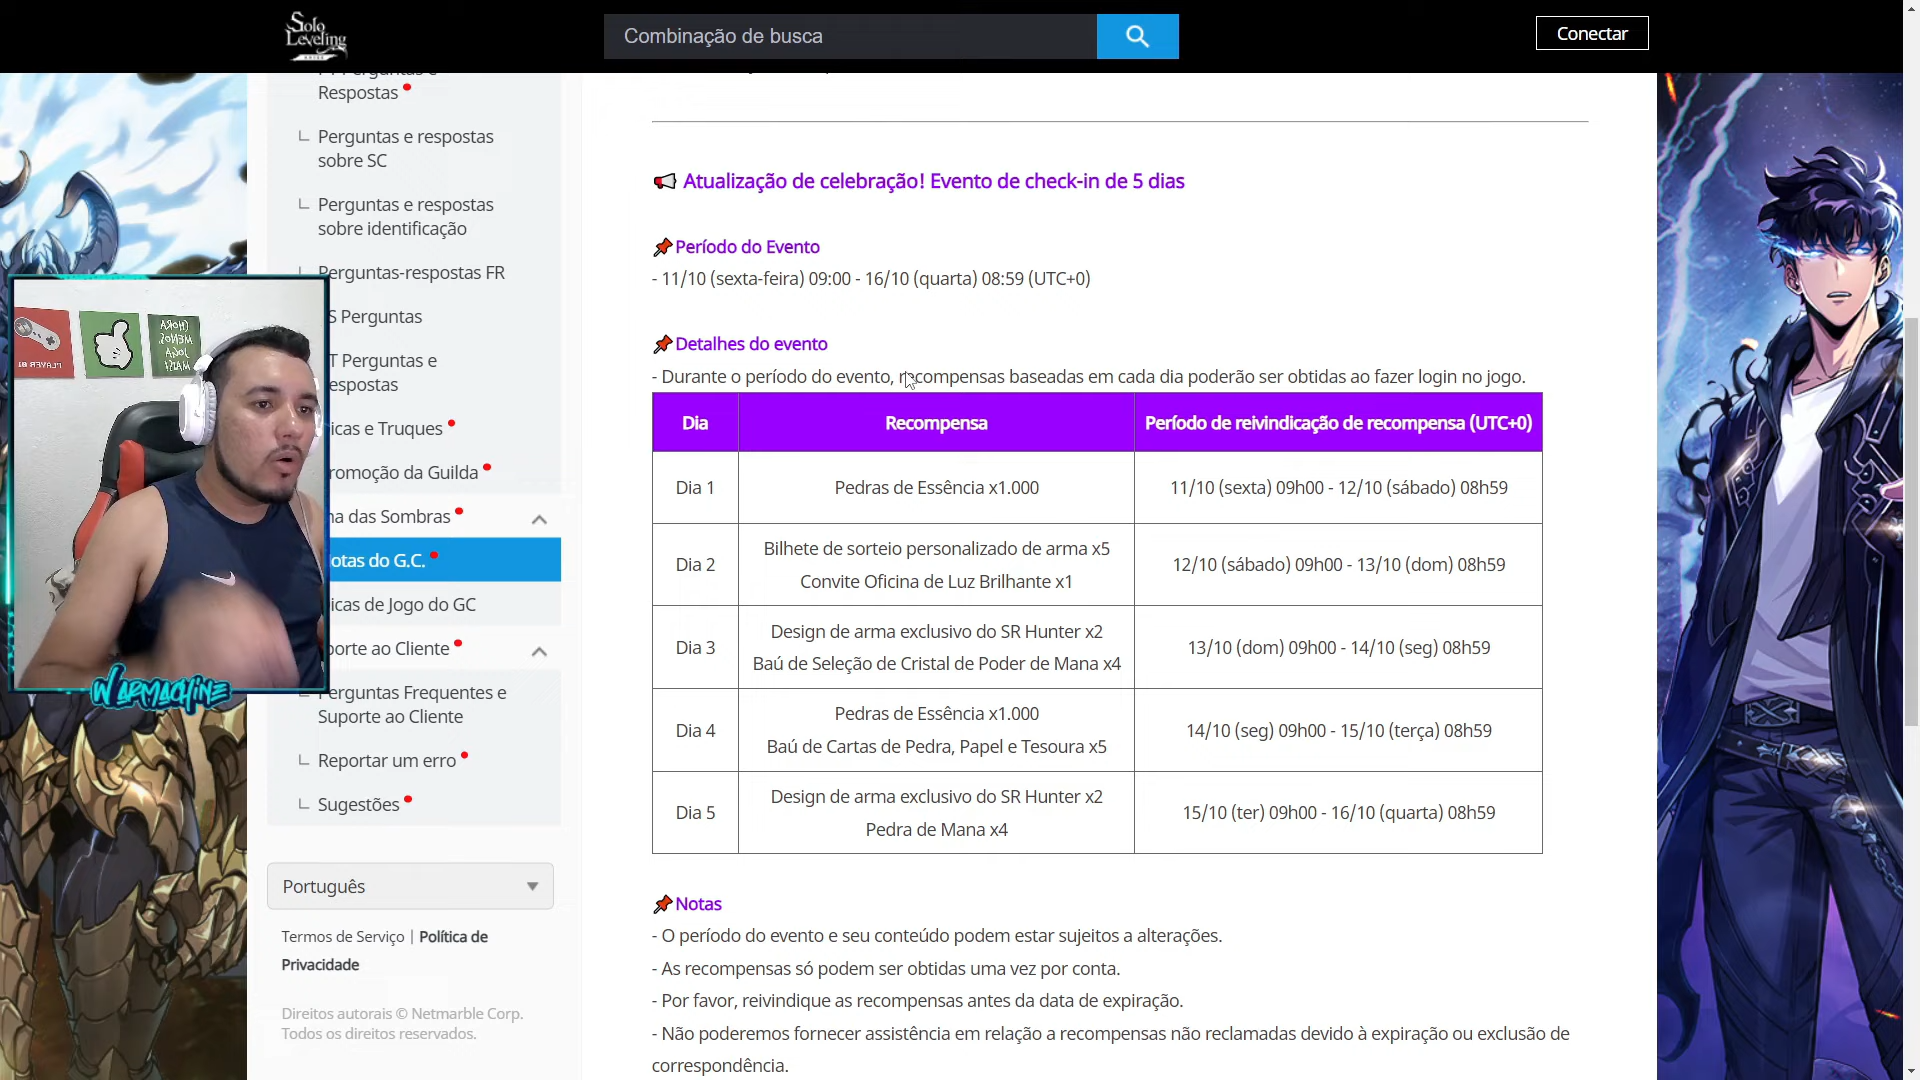 Solo
Leveling
Combinação de busca
Conectar
Respostas
Perguntas e respostas
sobre SC
Perguntas e respostas
sobre identificação
Perguntas-respostas FR
S Perguntas
T Perguntas e
espostas
icas e Truques
romoção da Guilda
na das Sombras
otas do G.C.
icas de Jogo do GC
porte ao Cliente
Perguntas Frequentes e
Suporte ao Cliente
Reportar um erro
Sugestões
Português
Termos de Serviço | Política de
Privacidade
Direitos autorais © Netmarble Corp.
Todos os direitos reservados.
WARMACHINE
Atualização de celebração! Evento de check-in de 5 dias
Período do Evento
- 11/10 (sexta-feira) 09:00 - 16/10 (quarta) 08:59 (UTC+0)
Detalhes do evento
- Durante o período do evento, recompensas baseadas em cada dia poderão ser obtidas ao fazer login no jogo.
Dia Recompensa Período de reivindicação de recompensa (UTC+0)
Dia 1 Pedras de Essência x1.000 11/10 (sexta) 09h00 - 12/10 (sábado) 08h59
Dia 2 Bilhete de sorteio personalizado de arma x5
Convite Oficina de Luz Brilhante x1 12/10 (sábado) 09h00 - 13/10 (dom) 08h59
Dia 3 Design de arma exclusivo do SR Hunter x2
Baú de Seleção de Cristal de Poder de Mana x4 13/10 (dom) 09h00 - 14/10 (seg) 08h59
Dia 4 Pedras de Essência x1.000
Baú de Cartas de Pedra, Papel e Tesoura x5 14/10 (seg) 09h00 - 15/10 (terça) 08h59
Dia 5 Design de arma exclusivo do SR Hunter x2
Pedra de Mana x4 15/10 (ter) 09h00 - 16/10 (quarta) 08h59
Notas
- O período do evento e seu conteúdo podem estar sujeitos a alterações.
- As recompensas só podem ser obtidas uma vez por conta.
- Por favor, reivindique as recompensas antes da data de expiração.
- Não poderemos fornecer assistência em relação a recompensas não reclamadas devido à expiração ou exclusão de
correspondência.